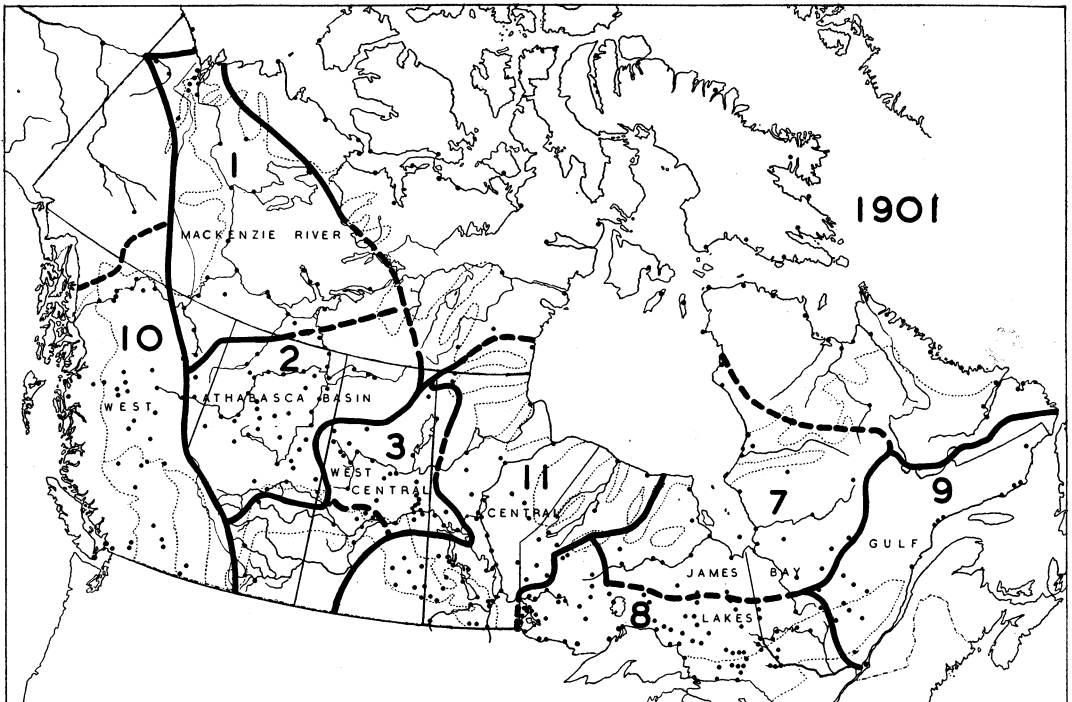 1
1901
MACKENZIE RIVER
10
2
WEST
ATHABASCA BASIN
3
WEST
CENTRAL
11
CENTRAL
7
9
GULF
JAMES BAY
8
LAKES